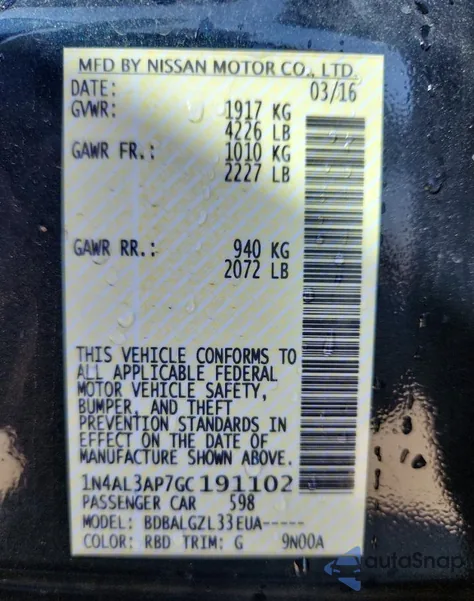 MFD BY NISSAN MOTOR CO., LTD.
DATE: 03/16
GVWR: 1917 KG
4226 LB
GAWR FR.: 1010 KG
2227 LB
GAWR RR.: 940 KG
2072 LB
THIS VEHICLE CONFORMS TO
ALL APPLICABLE FEDERAL
MOTOR VEHICLE SAFETY,
BUMPER, AND THEFT
PREVENTION STANDARDS IN
EFFECT ON THE DATE OF
MANUFACTURE SHOWN ABOVE.
1N4AL3AP7GC191102
PASSENGER CAR 598
MODEL: BDBALGZL33EUA-----
COLOR: RBD TRIM: G 9N00A
autoSnap